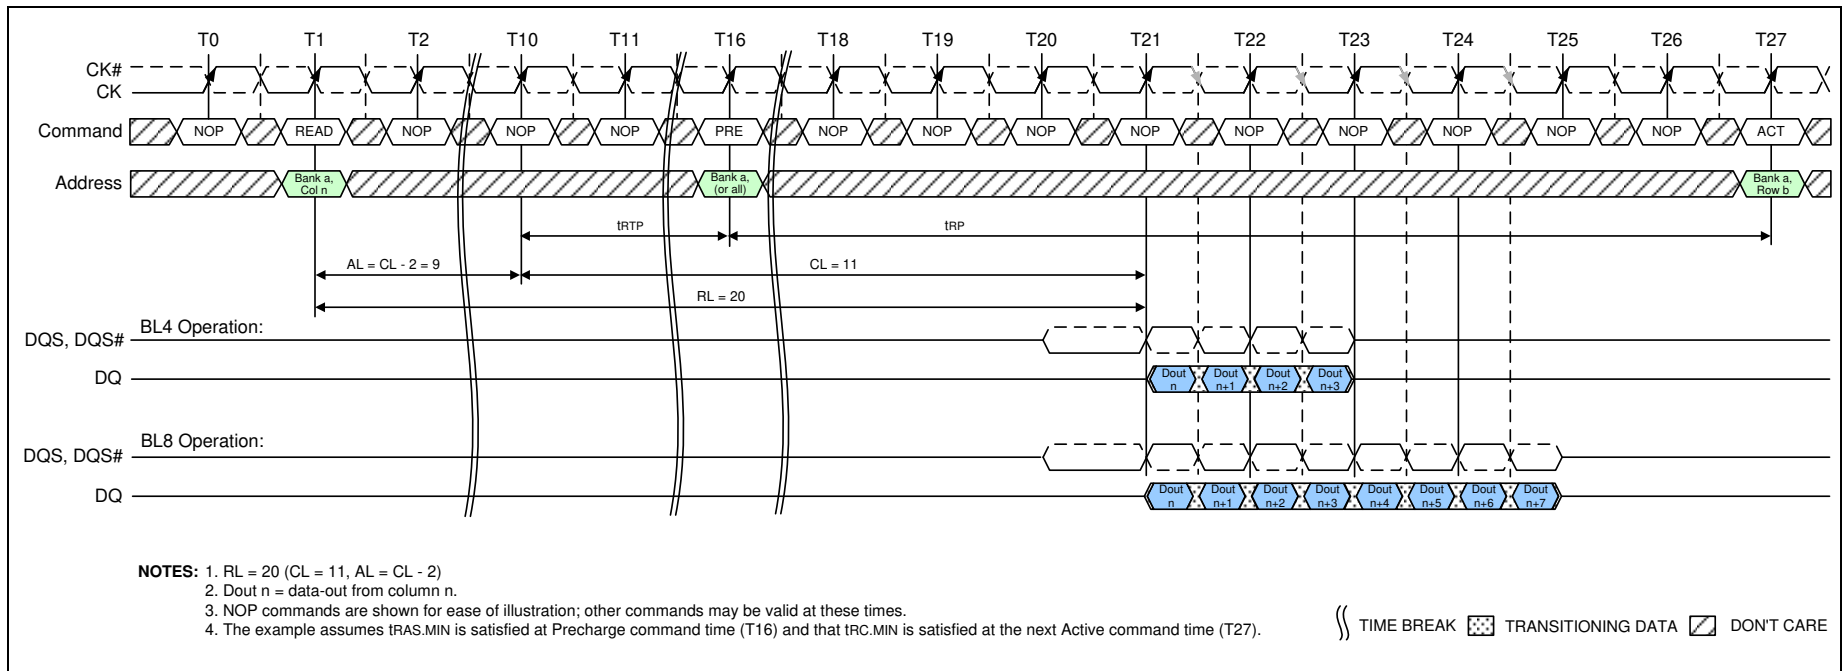 T0 T1 T2 T10 T11 T16 T18 T19 T20 T21 T22 T23 T24 T25 T26 T27
CK#
CK
Command NOP READ NOP NOP NOP PRE NOP NOP NOP NOP NOP NOP NOP NOP NOP ACT
Address
Bank a,
Col n
Bank a,
(or all)
Bank a,
Row b
tRTP tRP
AL = CL - 2 = 9 CL = 11
RL = 20
BL4 Operation:
DQS, DQS#
DQ
Dout
n
Dout
n+1
Dout
n+2
Dout
n+3
BL8 Operation:
DQS, DQS#
DQ
Dout
n
Dout
n+1
Dout
n+2
Dout
n+3
Dout
n+4
Dout
n+5
Dout
n+6
Dout
n+7
NOTES: 1. RL = 20 (CL = 11, AL = CL - 2)
2. Dout n = data-out from column n.
3. NOP commands are shown for ease of illustration; other commands may be valid at these times.
4. The example assumes tRAS.MIN is satisfied at Precharge command time (T16) and that tRC.MIN is satisfied at the next Active command time (T27).
TIME BREAK TRANSITIONING DATA DON'T CARE